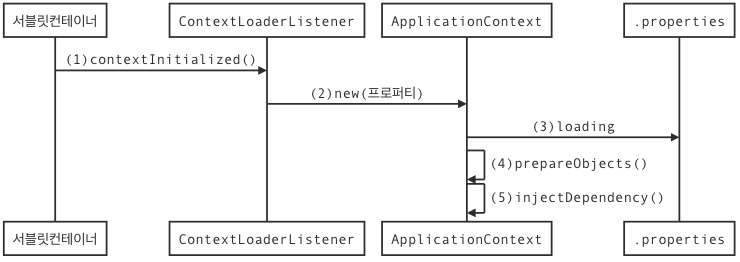 서블릿컨테이너 ContextLoaderListener ApplicationContext .properties
(1)contextInitialized()
(2)new(프로퍼티)
(3)loading
(4)prepareObjects()
(5)injectDependency()
서블릿컨테이너 ContextLoaderListener ApplicationContext .properties